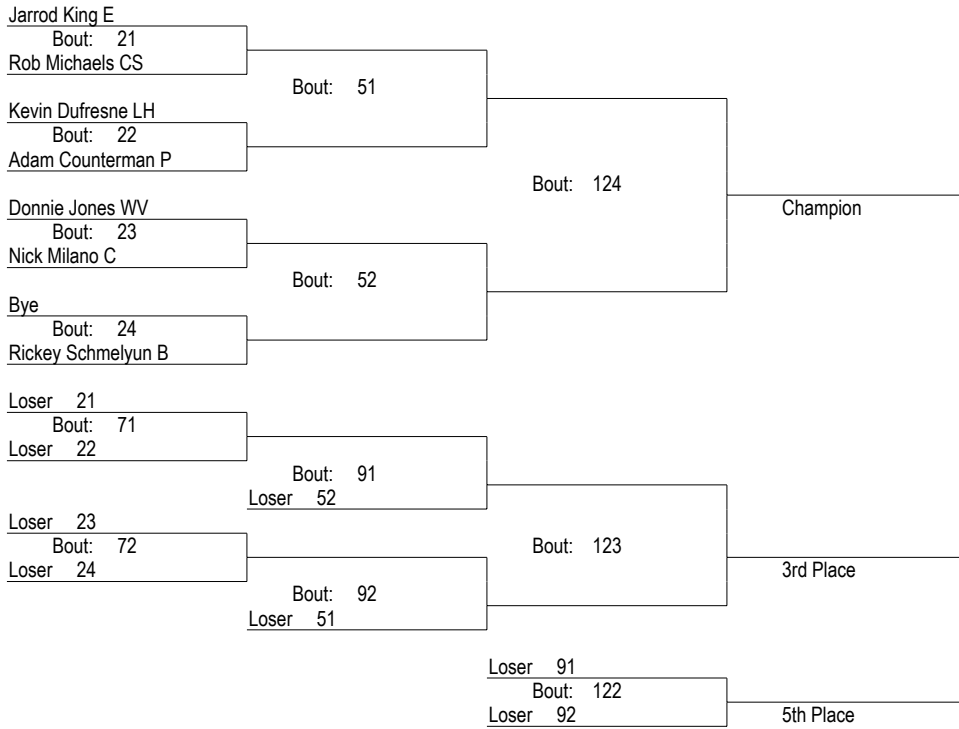 Jarrod King E
Bout: 21
Rob Michaels CS
Bout: 51
Kevin Dufresne LH
Bout: 22
Adam Counterman P
Bout: 124
Champion
Donnie Jones WV
Bout: 23
Nick Milano C
Bout: 52
Bye
Bout: 24
Rickey Schmelyun B
Loser 21
Bout: 71
Loser 22
Bout: 91
Loser 52
Loser 23
Bout: 72
Loser 24
Bout: 123
3rd Place
Bout: 92
Loser 51
Loser 91
Bout: 122
Loser 92
5th Place